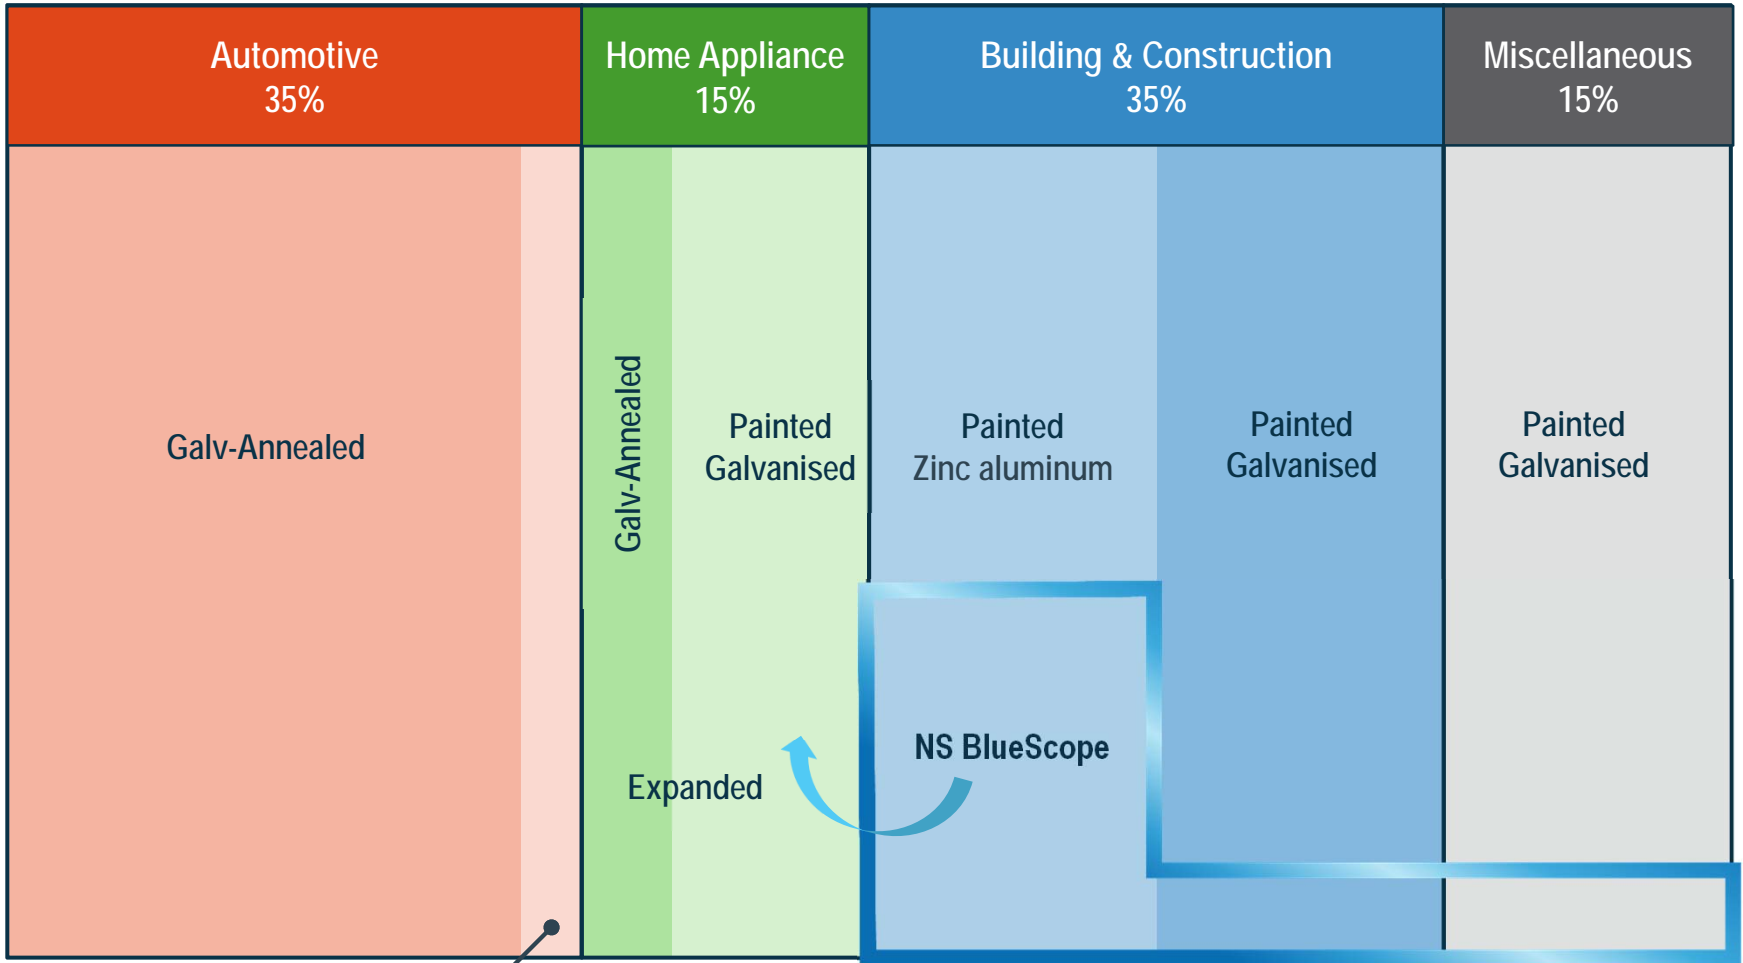 Automotive
35%
Home Appliance
15%
Building & Construction
35%
Miscellaneous
15%
Galv-Annealed
Galv-Annealed
Painted
Galvanised
Painted
Zinc aluminum
Painted
Galvanised
Painted
Galvanised
NS BlueScope
Expanded